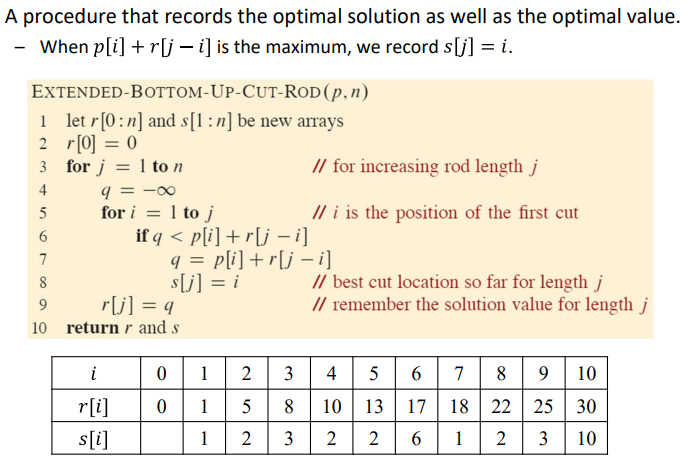 A procedure that records the optimal solution as well as the optimal value.
– When p[i] + r[j − i] is the maximum, we record s[j] = i.
EXTENDED-BOTTOM-UP-CUT-ROD(p, n)
1 let r[0 : n] and s[1 : n] be new arrays
2 r[0] = 0
3 for j = 1 to n // for increasing rod length j
4 q = −∞
5 for i = 1 to j // i is the position of the first cut
6 if q < p[i] + r[j − i]
7 q = p[i] + r[j − i]
8 s[j] = i // best cut location so far for length j
9 r[j] = q // remember the solution value for length j
10 return r and s
i 0 1 2 3 4 5 6 7 8 9 10
r[i] 0 1 5 8 10 13 17 18 22 25 30
s[i] 1 2 3 2 2 6 1 2 3 10